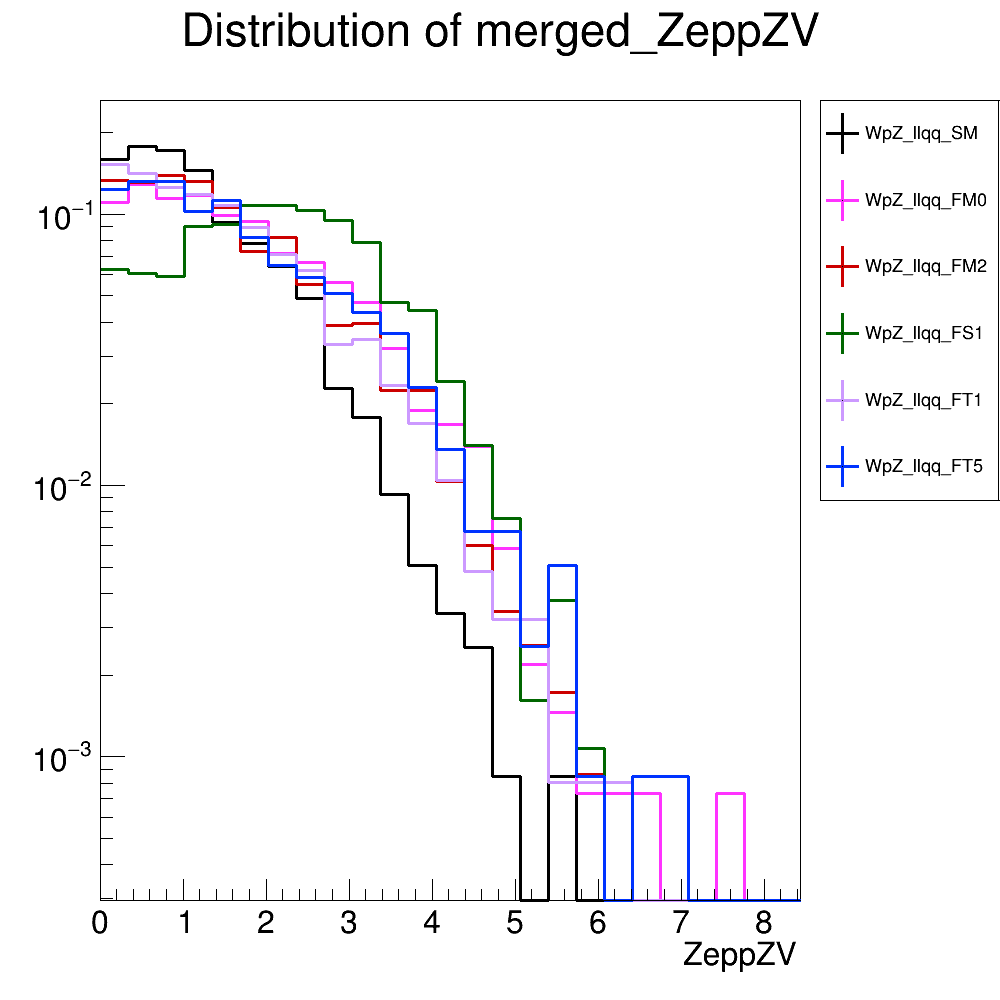 Distribution of merged_ZeppZV
WpZ_llqq_SM
WpZ_llqq_FM0
WpZ_llqq_FM2
WpZ_llqq_FS1
WpZ_llqq_FT1
WpZ_llqq_FT5
10⁻¹
10⁻²
10⁻³
0 1 2 3 4 5 6 7 8
ZeppZV